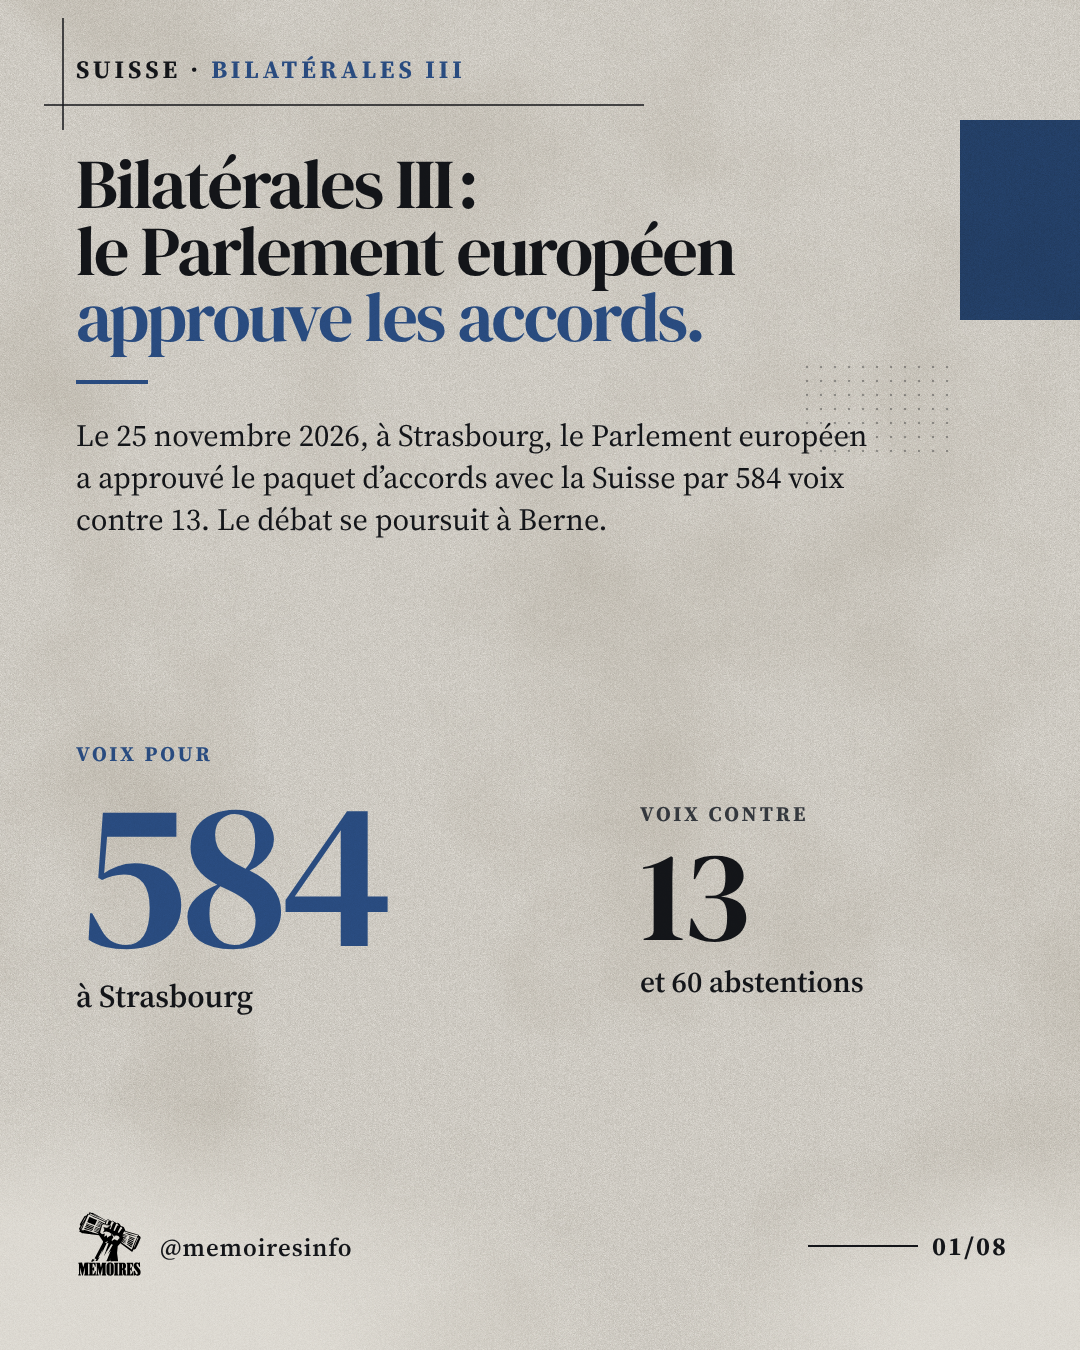 SUISSE · BILATÉRALES III
Bilatérales III :
le Parlement européen
approuve les accords.
Le 25 novembre 2026, à Strasbourg, le Parlement européen
a approuvé le paquet d’accords avec la Suisse par 584 voix
contre 13. Le débat se poursuit à Berne.
VOIX POUR
584
à Strasbourg
VOIX CONTRE
13
et 60 abstentions
MÉMOIRES
@memoiresinfo
01/08